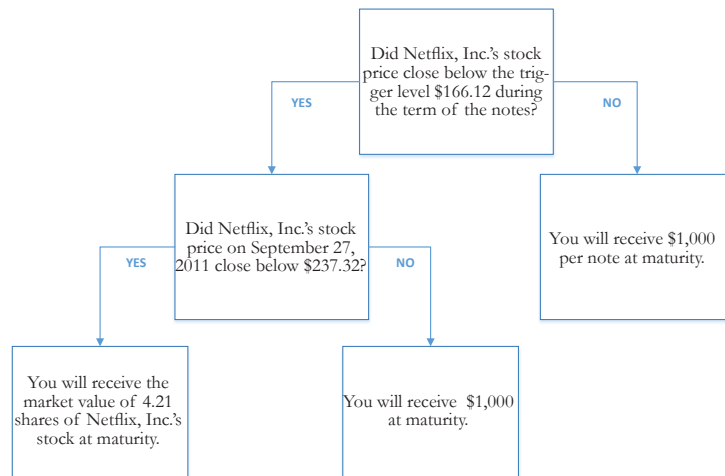 Did Netflix, Inc.'s stock
price close below the trig-
ger level $166.12 during
the term of the notes?
YES
NO
Did Netflix, Inc.'s stock
price on September 27,
2011 close below $237.32?
You will receive $1,000
per note at maturity.
YES
NO
You will receive the
market value of 4.21
shares of Netflix, Inc.'s
stock at maturity.
You will receive $1,000
at maturity.